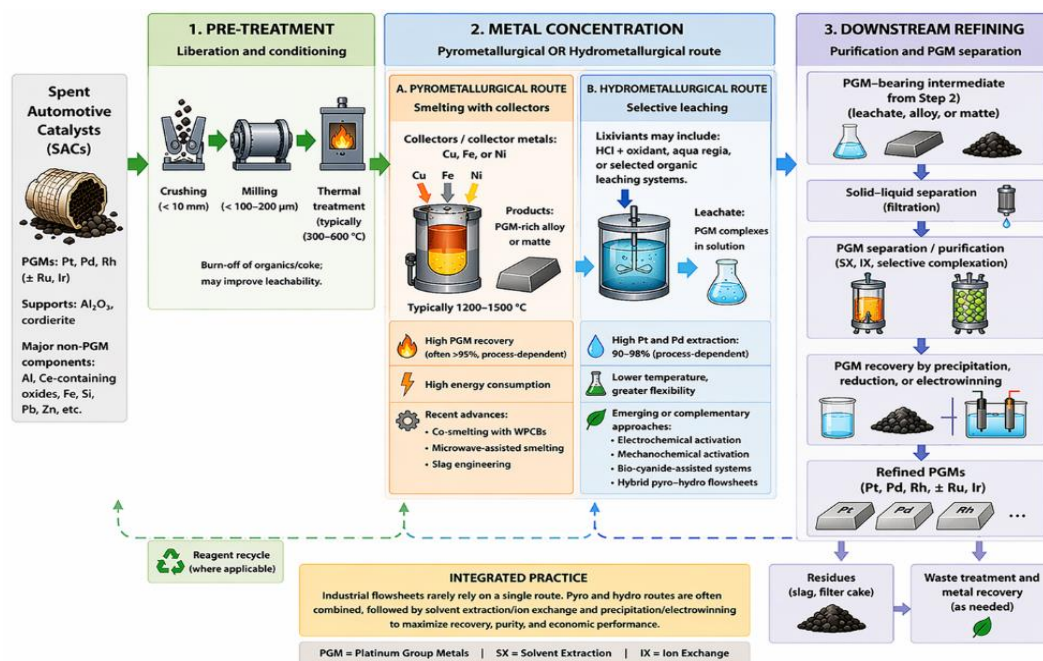 Spent
Automotive
Catalysts
(SACs)
PGMs: Pt, Pd, Rh
(± Ru, Ir)
Supports: Al₂O₃,
cordierite
Major non-PGM
components:
Al, Ce-containing
oxides, Fe, Si,
Pb, Zn, etc.
1. PRE-TREATMENT
Liberation and conditioning
Crushing
(< 10 mm)
Milling
(< 100–200 μm)
Thermal
treatment
(typically
(300–600 °C)
Burn-off of organics/coke;
may improve leachability.
2. METAL CONCENTRATION
Pyrometallurgical OR Hydrometallurgical route
A. PYROMETALLURGICAL ROUTE
Smelting with collectors
Collectors / collector metals:
Cu, Fe, or Ni
Cu Fe Ni
Products:
PGM-rich alloy
or matte
Typically 1200–1500 °C
High PGM recovery
(often >95%, process-dependent)
High energy consumption
Recent advances:
• Co-smelting with WPCBs
• Microwave-assisted smelting
• Slag engineering
B. HYDROMETALLURGICAL ROUTE
Selective leaching
Lixiviants may include:
HCl + oxidant, aqua regia,
or selected organic
leaching systems.
Leachate:
PGM complexes
in solution
High Pt and Pd extraction:
90–98% (process-dependent)
Lower temperature,
greater flexibility
Emerging or complementary
approaches:
• Electrochemical activation
• Mechanochemical activation
• Bio-cyanide-assisted systems
• Hybrid pyro–hydro flowsheets
3. DOWNSTREAM REFINING
Purification and PGM separation
PGM–bearing intermediate
from Step 2)
(leachate, alloy, or matte)
Solid–liquid separation
(filtration)
PGM separation / purification
(SX, IX, selective complexation)
PGM recovery by precipitation,
reduction, or electrowinning
Refined PGMs
(Pt, Pd, Rh, ± Ru, Ir)
Pt Pd Rh ...
Residues
(slag, filter cake)
Waste treatment and
metal recovery
(as needed)
Reagent recycle
(where applicable)
INTEGRATED PRACTICE
Industrial flowsheets rarely rely on a single route. Pyro and hydro routes are often
combined, followed by solvent extraction/ion exchange and precipitation/electrowinning
to maximize recovery, purity, and economic performance.
PGM = Platinum Group Metals | SX = Solvent Extraction | IX = Ion Exchange